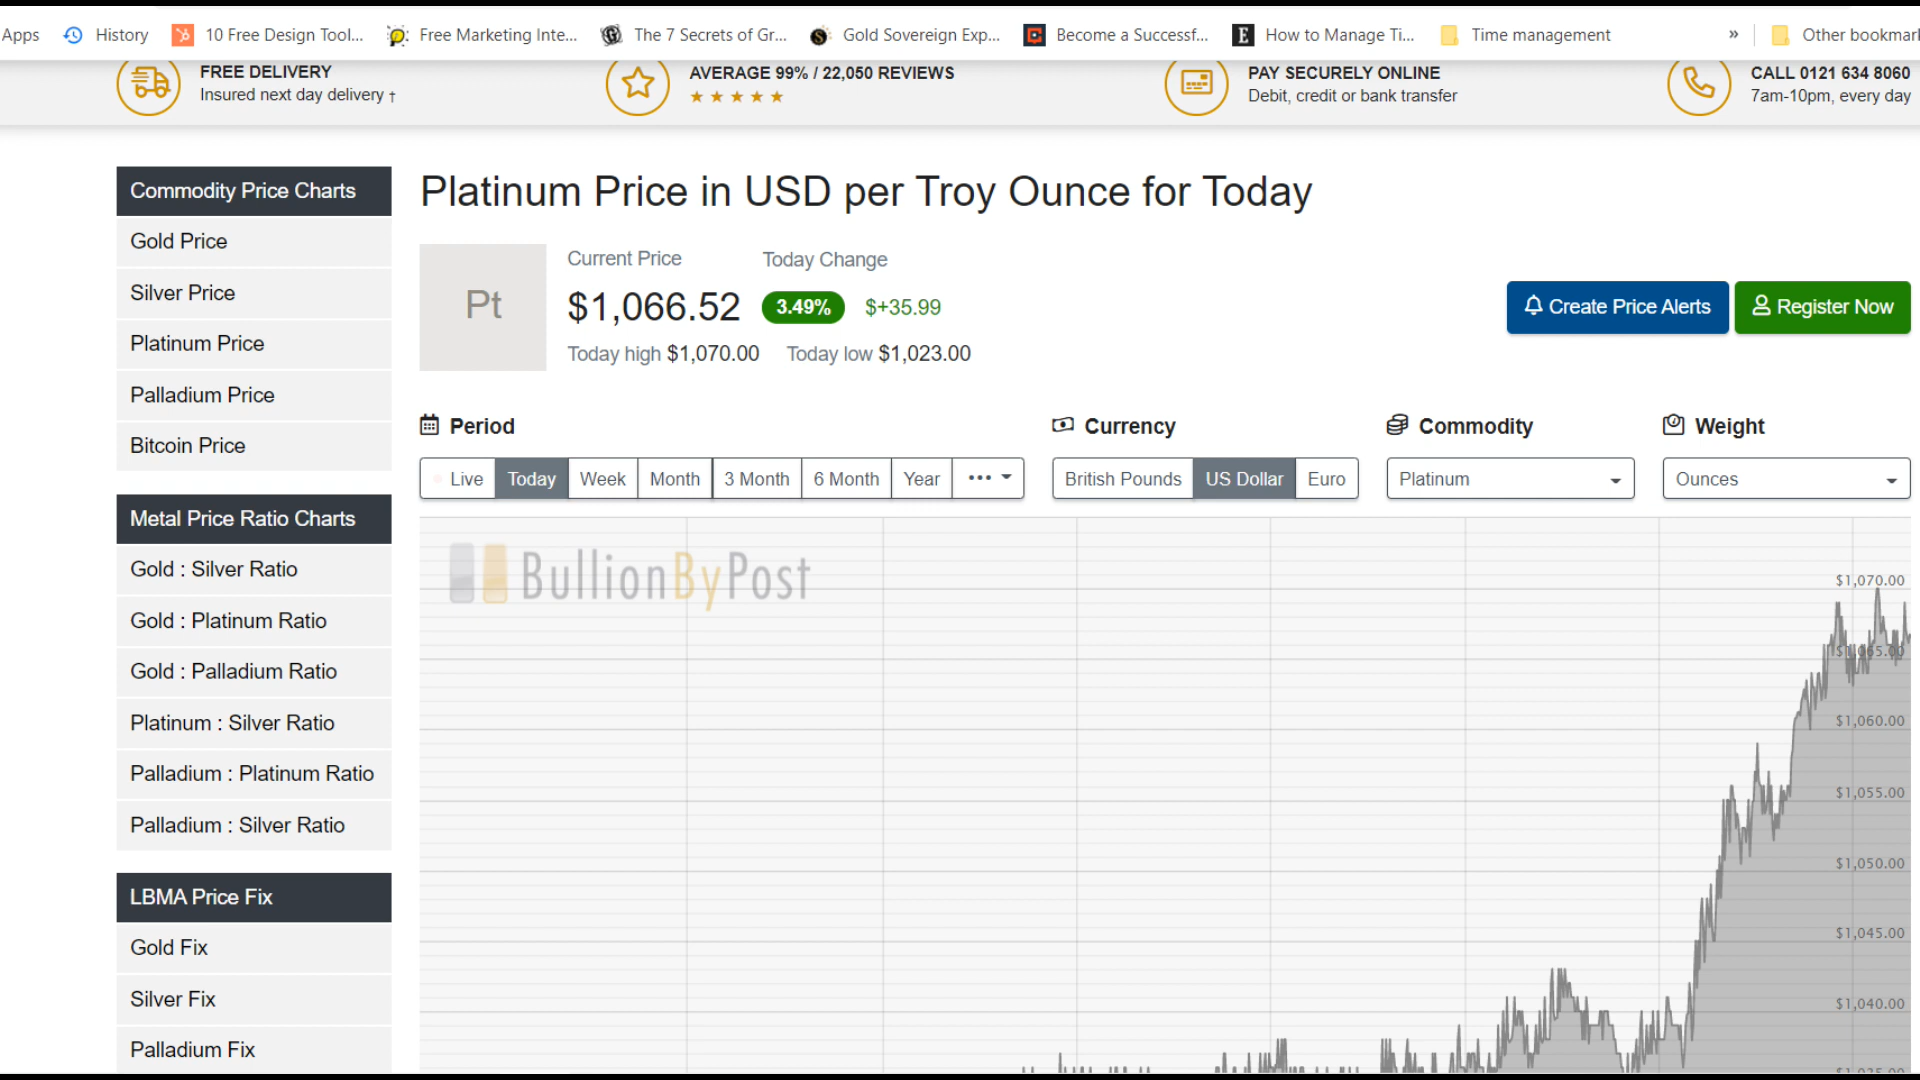 Apps History 10 Free Design Tool... Free Marketing Inte... The 7 Secrets of Gr... Gold Sovereign Exp... Become a Successf... How to Manage Ti... Time management » Other bookmark
FREE DELIVERY
Insured next day delivery †
AVERAGE 99% / 22,050 REVIEWS
PAY SECURELY ONLINE
Debit, credit or bank transfer
CALL 0121 634 8060
7am-10pm, every day
Commodity Price Charts
Gold Price
Silver Price
Platinum Price
Palladium Price
Bitcoin Price
Metal Price Ratio Charts
Gold : Silver Ratio
Gold : Platinum Ratio
Gold : Palladium Ratio
Platinum : Silver Ratio
Palladium : Platinum Ratio
Palladium : Silver Ratio
LBMA Price Fix
Gold Fix
Silver Fix
Palladium Fix
Platinum Price in USD per Troy Ounce for Today
Pt
Current Price Today Change
$1,066.52 3.49% $+35.99
Today high $1,070.00 Today low $1,023.00
Create Price Alerts Register Now
Period Currency Commodity Weight
Live Today Week Month 3 Month 6 Month Year ••• British Pounds US Dollar Euro Platinum Ounces
BullionByPost
$1,070.00
$1,065.00
$1,060.00
$1,055.00
$1,050.00
$1,045.00
$1,040.00
$1,035.00